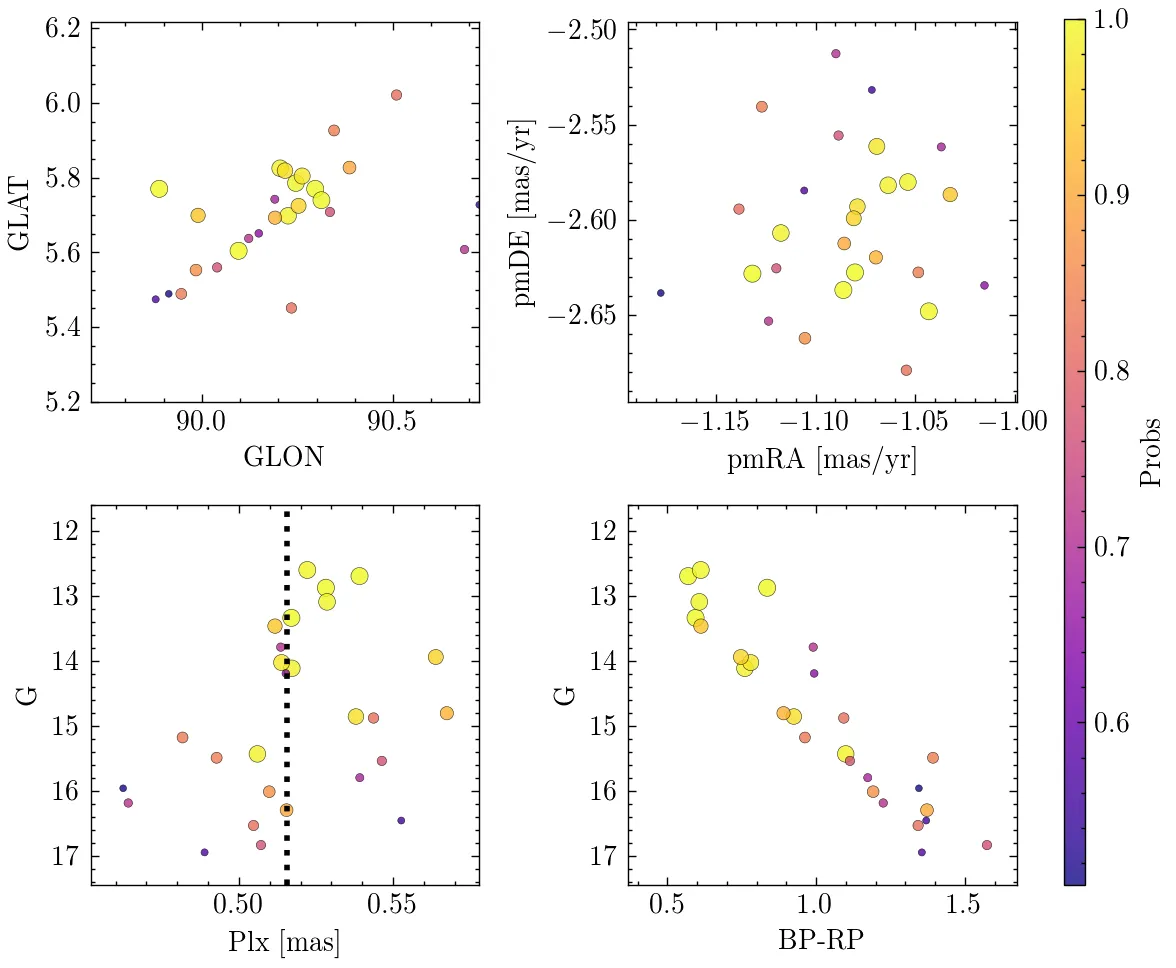 6.2
6.0
5.8
5.6
5.4
5.2
90.0 90.5
GLON
GLAT
−2.50
−2.55
−2.60
−2.65
−1.15 −1.10 −1.05 −1.00
pmRA [mas/yr]
pmDE [mas/yr]
12
13
14
15
16
17
0.50 0.55
Plx [mas]
G
12
13
14
15
16
17
0.5 1.0 1.5
BP-RP
G
1.0
0.9
0.8
0.7
0.6
Probs